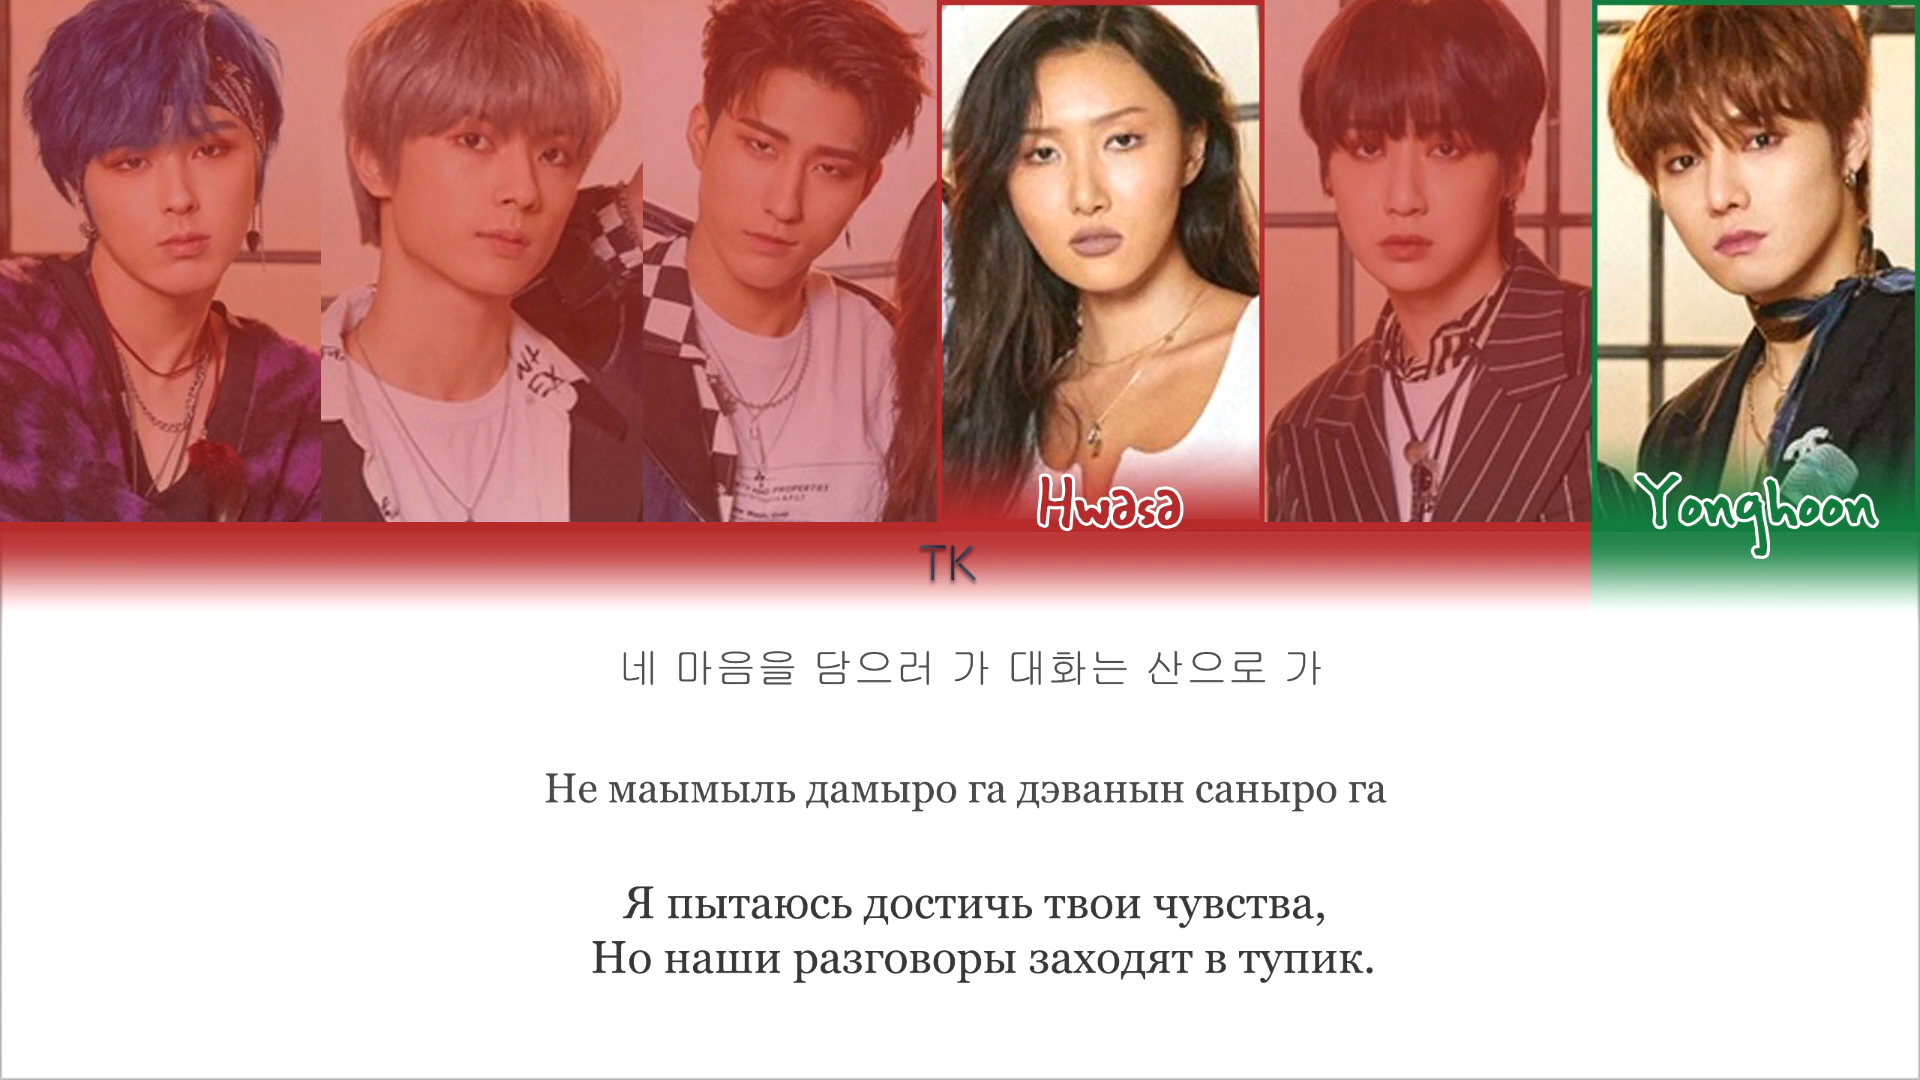 Hwasa
Yonghoon
TK
네 마음을 담으러 가 대화는 산으로 가
Не маымыль дамыро га дэванын саныро га
Я пытаюсь достичь твои чувства,
Но наши разговоры заходят в тупик.